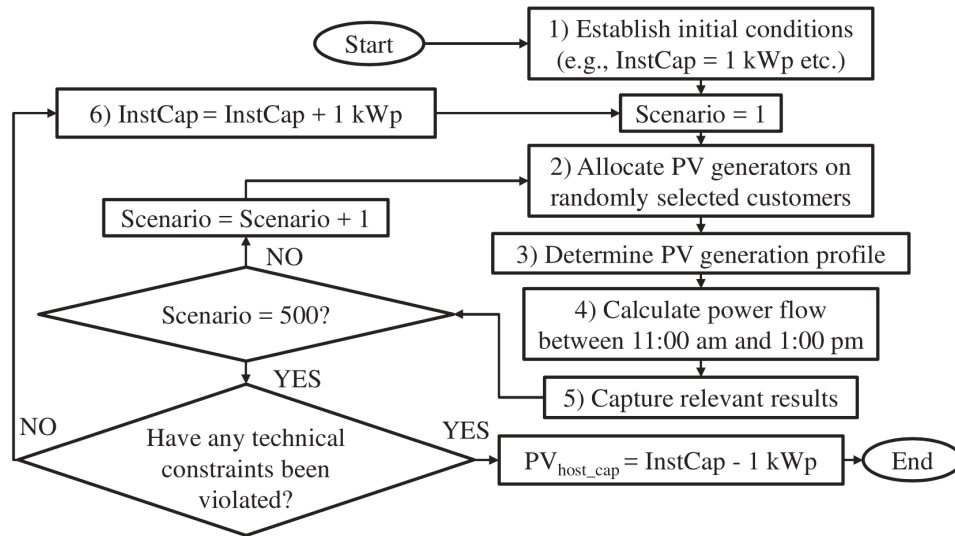 Start
1) Establish initial conditions
(e.g., InstCap = 1 kWp etc.)
6) InstCap = InstCap + 1 kWp
Scenario = 1
2) Allocate PV generators on
randomly selected customers
Scenario = Scenario + 1
3) Determine PV generation profile
NO
Scenario = 500?
4) Calculate power flow
between 11:00 am and 1:00 pm
YES
5) Capture relevant results
NO
Have any technical
constraints been
violated?
YES
PV_host_cap = InstCap - 1 kWp
End